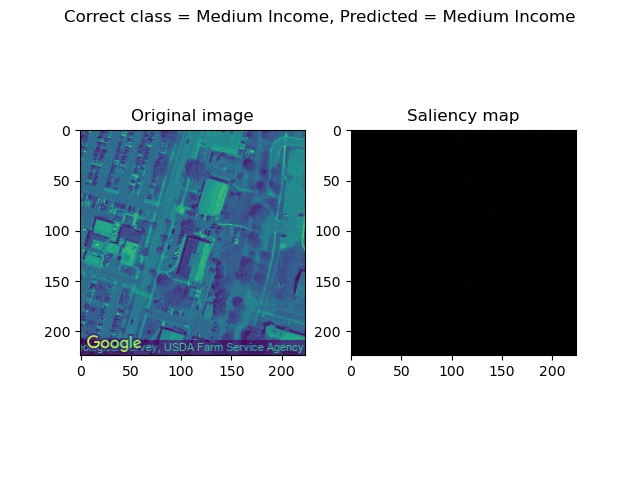 Correct class = Medium Income, Predicted = Medium Income
Original image
Saliency map
0
50
100
150
200
0 50 100 150 200
0
50
100
150
200
0 50 100 150 200
Google
vey, USDA Farm Service Agency